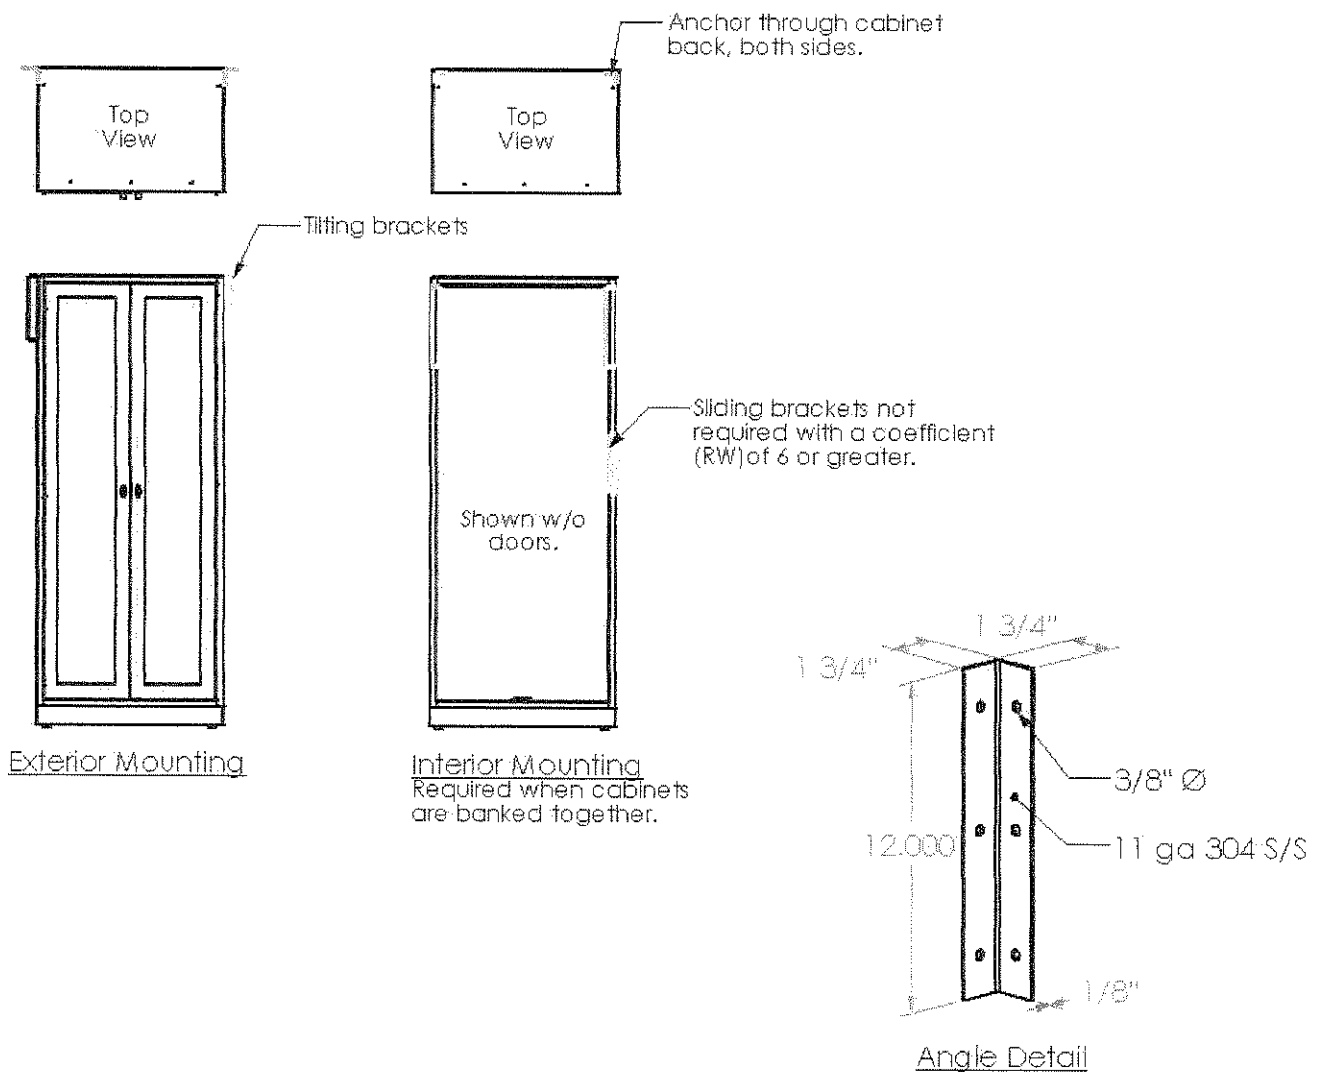 Anchor through cabinet
back, both sides.
Top
View
Top
View
Tilting brackets
Sliding brackets not
required with a coefficient
(RW)of 6 or greater.
Shown w/o
doors.
Exterior Mounting
Interior Mounting
Required when cabinets
are banked together.
1 3/4"
1 3/4"
3/8" Ø
12.000
11 ga 304 S/S
1/8"
Angle Detail